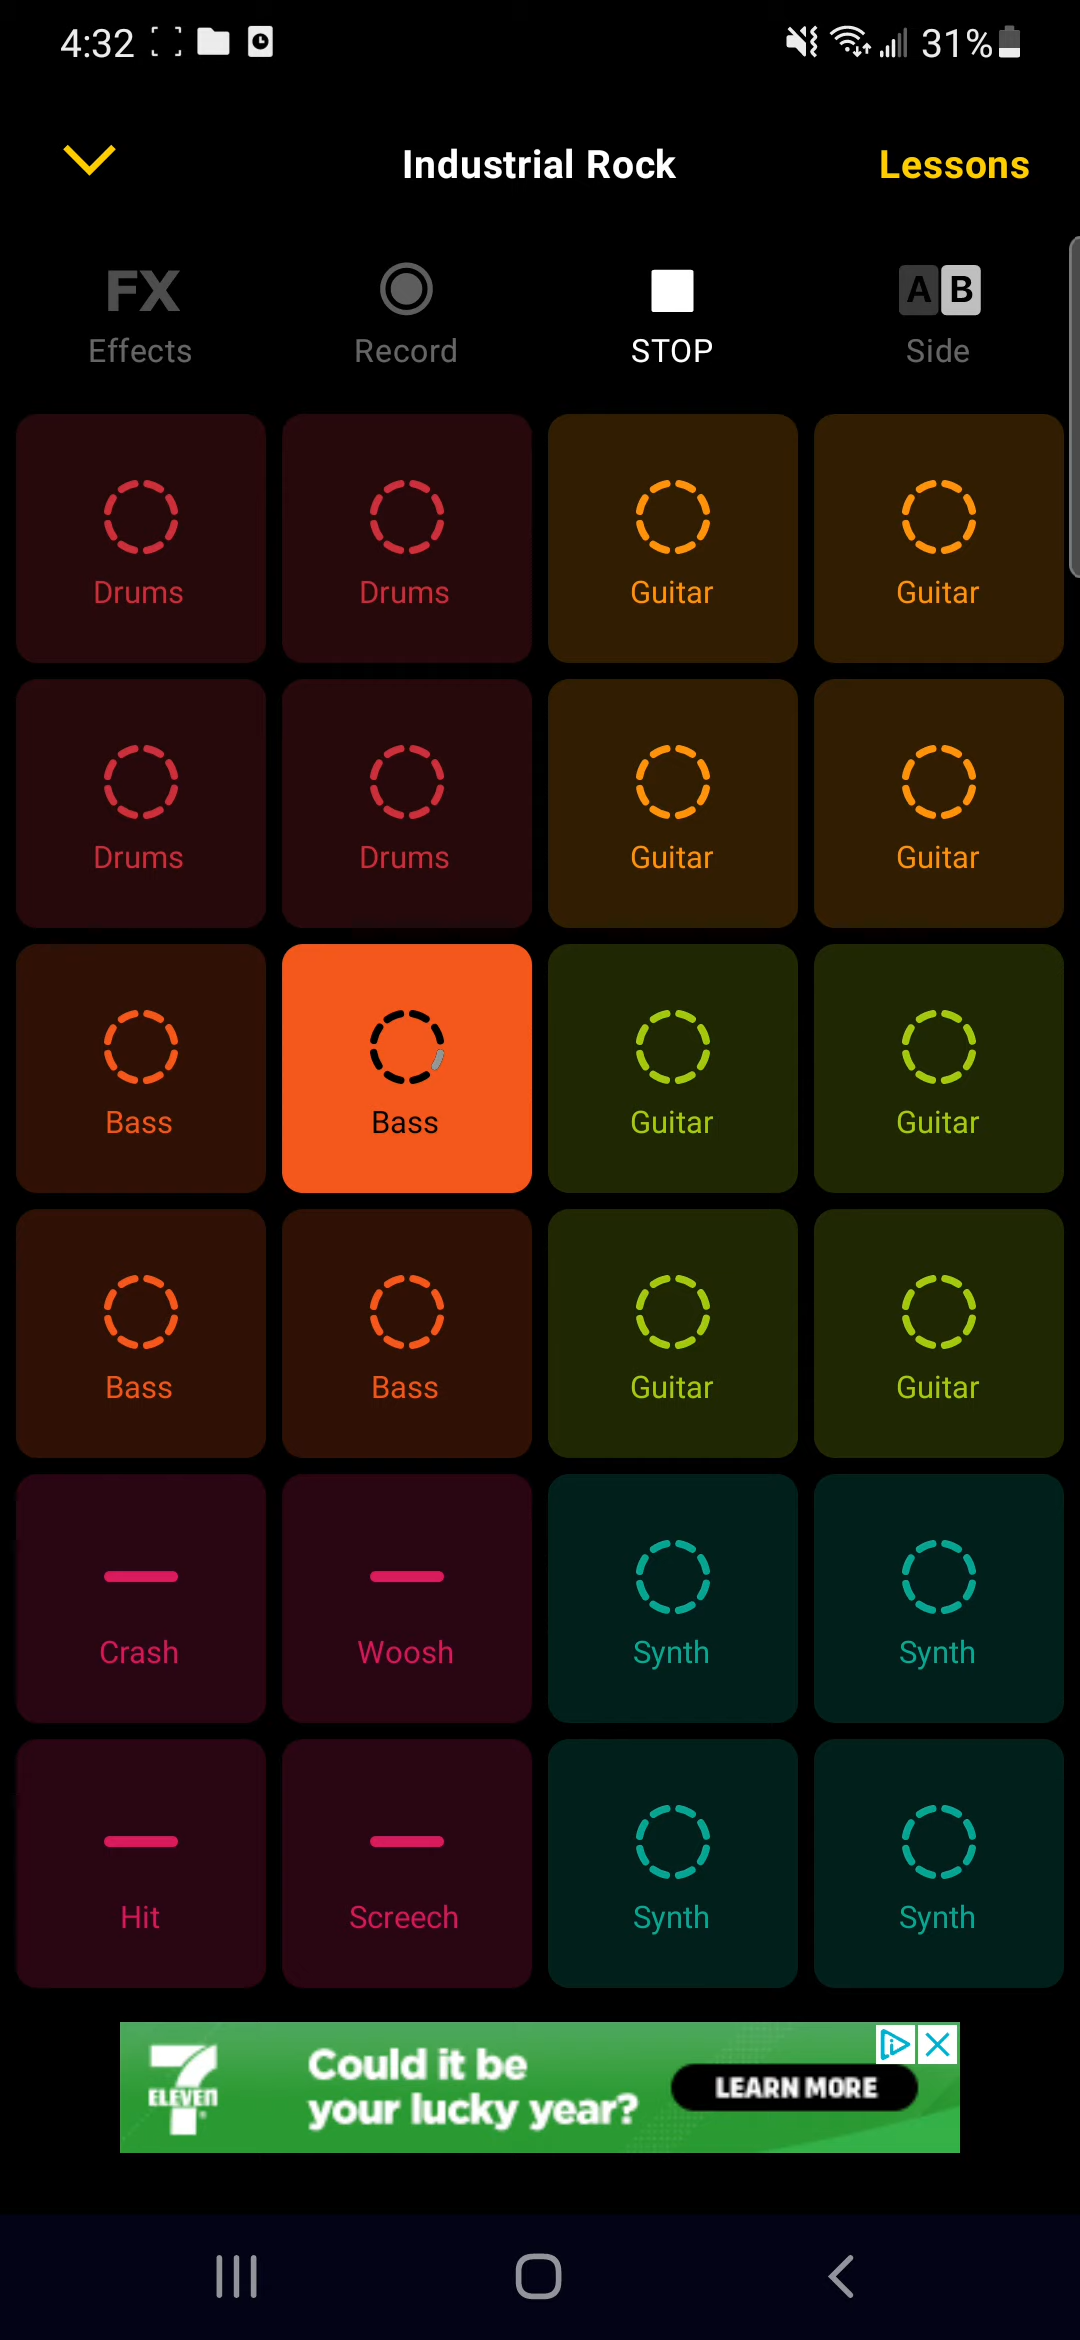 4:32
31%
Industrial Rock
Lessons
FX
A B
Effects
Record
STOP
Side
Drums
Drums
Guitar
Guitar
Drums
Drums
Guitar
Guitar
Bass
Bass
Guitar
Guitar
Bass
Bass
Guitar
Guitar
Crash
Woosh
Synth
Synth
Hit
Screech
Synth
Synth
7
ELEVEN
Could it be
your lucky year?
LEARN MORE